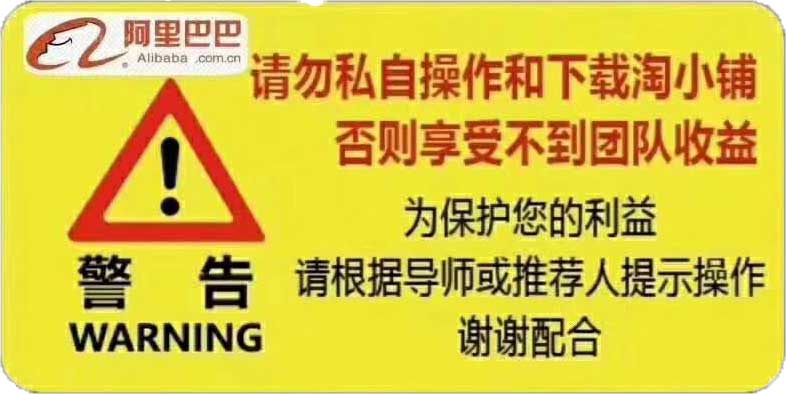 阿里巴巴
Alibaba.com.cn
请勿私自操作和下载淘小铺
否则享受不到团队收益
为保护您的利益
请根据导师或推荐人提示操作
谢谢配合
警告
WARNING